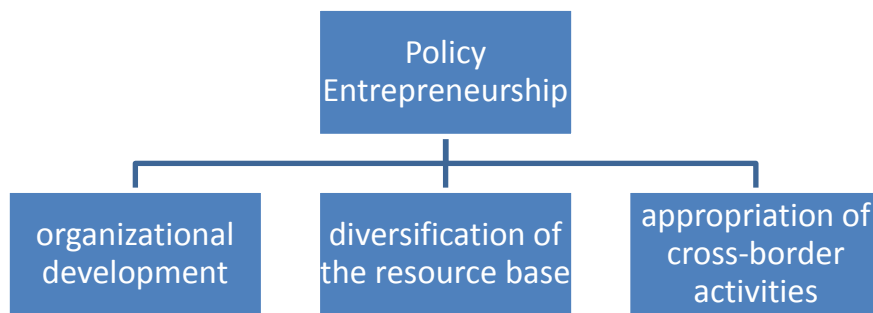 Policy
Entrepreneurship
organizational
development
diversification of
the resource base
appropriation of
cross-border
activities